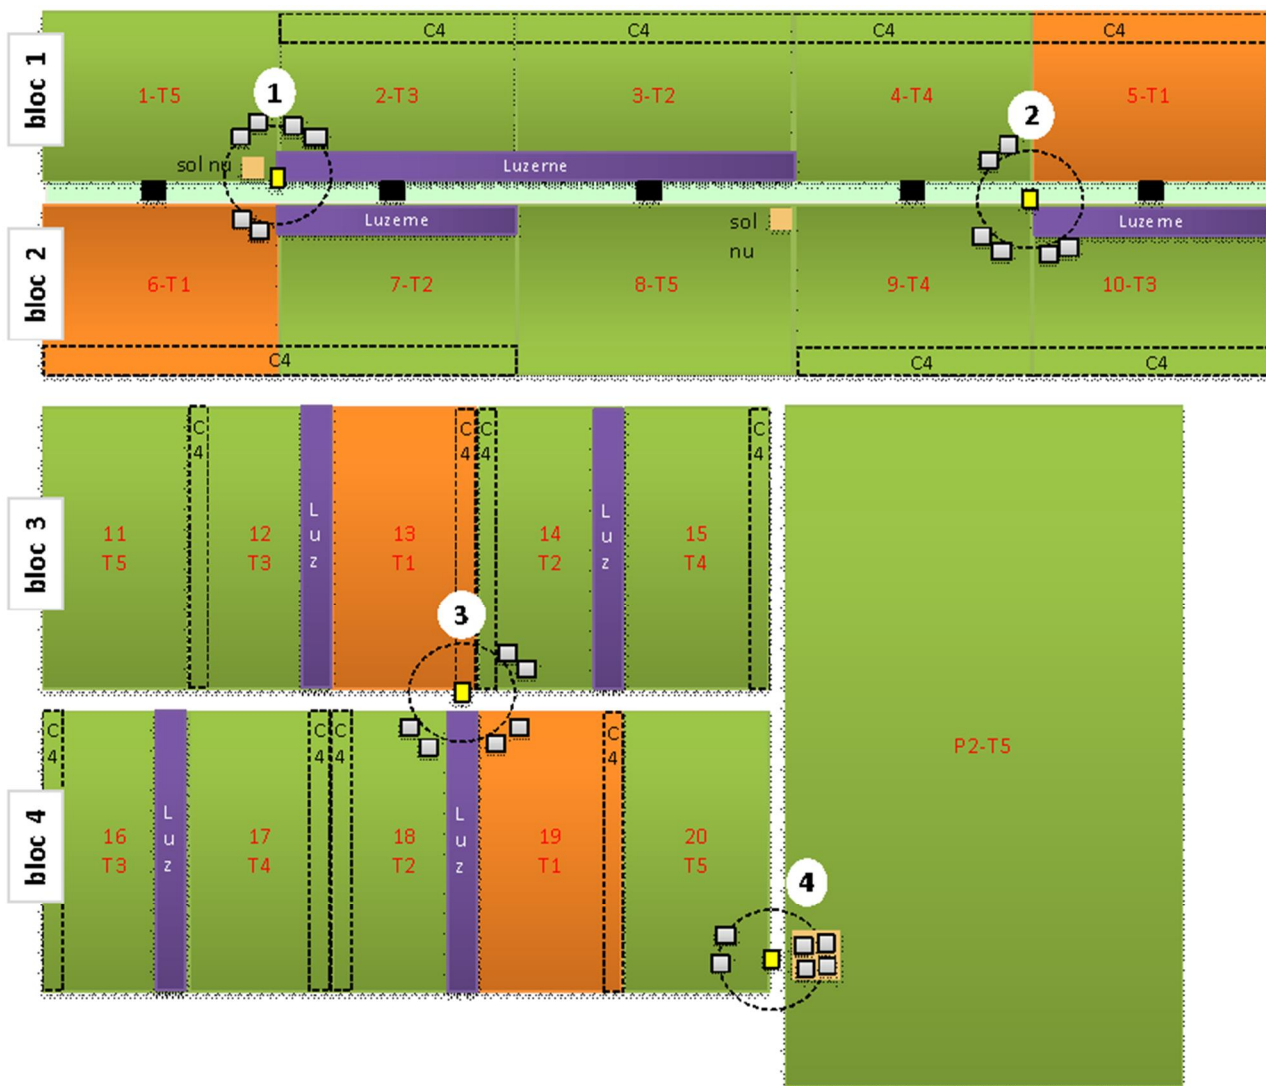 bloc 1
C4
C4
C4
C4
1-T5
1
2-T3
3-T2
4-T4
2
5-T1
sol nu
Luzerne
bloc 2
Luzerne
sol
nu
Luzerne
6-T1
7-T2
8-T5
9-T4
10-T3
C4
C4
C4
bloc 3
C
4
C
4
C
4
C
4
L
u
z
L
u
z
11
T5
12
T3
13
T1
14
T2
15
T4
3
P2-T5
bloc 4
C
4
C
4
C
4
C
4
L
u
z
L
u
z
16
T3
17
T4
18
T2
19
T1
20
T5
4